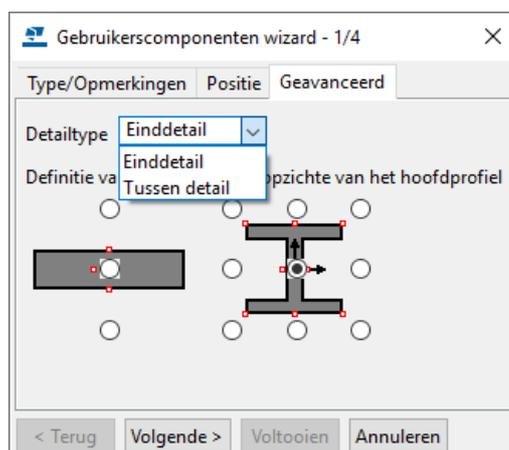 Gebruikerscomponenten wizard - 1/4
Type/Opmerkingen Positie Geavanceerd
Detailtype Einddetail
Einddetail
Definitie va opzichte van het hoofdprofiel
Tussen detail
< Terug Volgende > Voltooien Annuleren